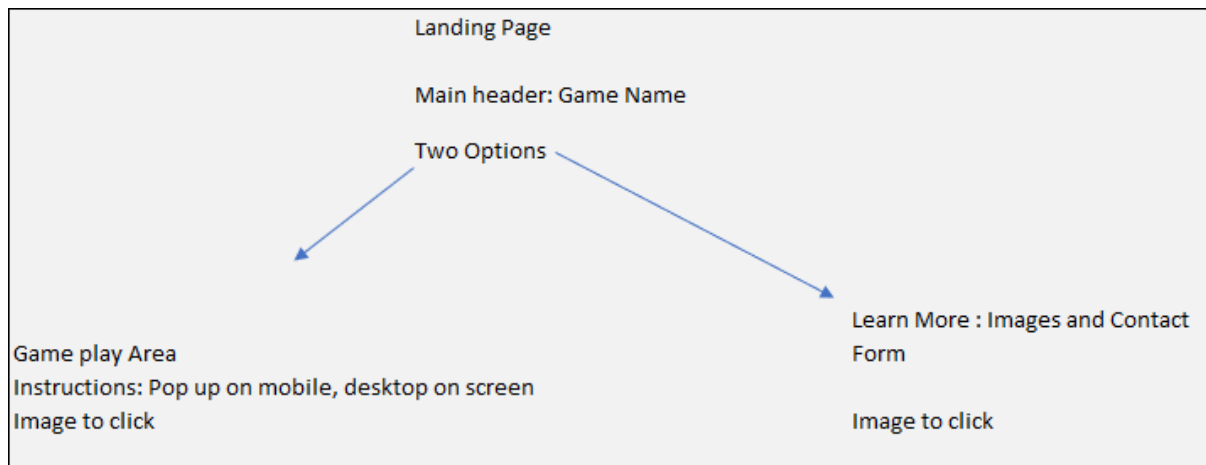 Landing Page
Main header: Game Name
Two Options
Game play Area
Instructions: Pop up on mobile, desktop on screen
Image to click
Learn More : Images and Contact
Form
Image to click